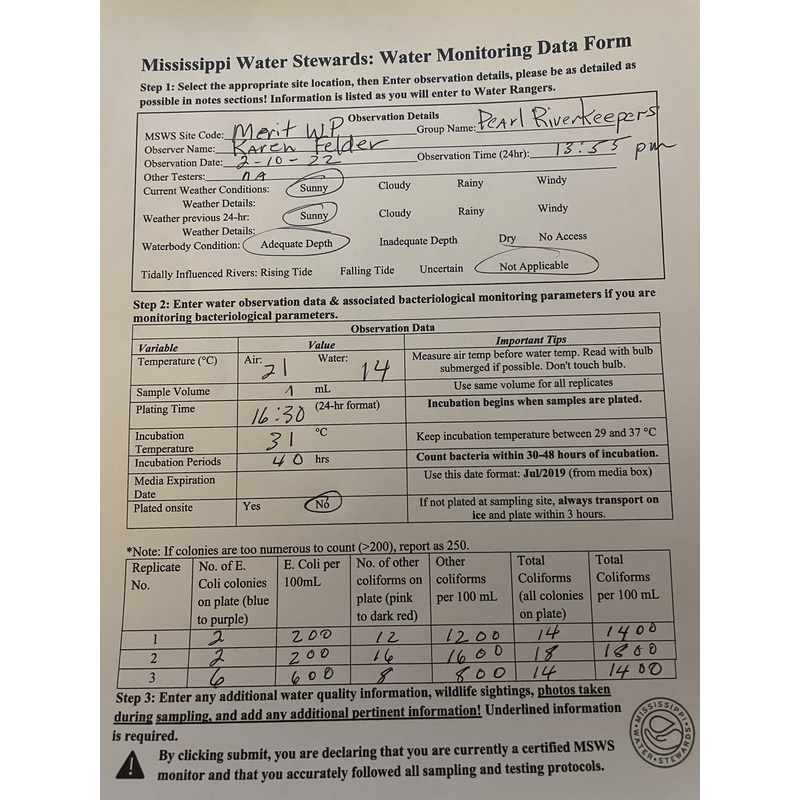 Mississippi Water Stewards: Water Monitoring Data Form
Step 1: Select the appropriate site location, then Enter observation details, please be as detailed as
possible in notes sections! Information is listed as you will enter to Water Rangers.
Observation Details
MSWS Site Code: Merit WP Group Name: Pearl Riverkeepers
Observer Name: Karen Felder
Observation Date: 2-10-22 Observation Time (24hr): 13:55 pm
Other Testers: NA
Current Weather Conditions: Sunny Cloudy Rainy Windy
Weather Details:
Weather previous 24-hr: Sunny Cloudy Rainy Windy
Weather Details:
Waterbody Condition: Adequate Depth Inadequate Depth Dry No Access
Tidally Influenced Rivers: Rising Tide Falling Tide Uncertain Not Applicable
Step 2: Enter water observation data & associated bacteriological monitoring parameters if you are
monitoring bacteriological parameters.
Observation Data
Variable Value Important Tips
Temperature (°C) Air: 21 Water: 14 Measure air temp before water temp. Read with bulb
submerged if possible. Don't touch bulb.
Sample Volume 1 mL Use same volume for all replicates
Plating Time 16:30 (24-hr format) Incubation begins when samples are plated.
Incubation
Temperature 31 °C Keep incubation temperature between 29 and 37 °C
Incubation Periods 40 hrs Count bacteria within 30-48 hours of incubation.
Media Expiration
Date Use this date format: Jul/2019 (from media box)
Plated onsite Yes No If not plated at sampling site, always transport on
ice and plate within 3 hours.
*Note: If colonies are too numerous to count (>200), report as 250.
Replicate No. of E. E. Coli per No. of other Other Total Total
No. Coli colonies 100mL coliforms on coliforms Coliforms Coliforms
on plate (blue plate (pink per 100 mL (all colonies per 100 mL
to purple) to dark red) on plate)
1 2 200 12 1200 14 1400
2 2 200 16 1600 18 1800
3 6 600 8 800 14 1400
Step 3: Enter any additional water quality information, wildlife sightings, photos taken
during sampling, and add any additional pertinent information! Underlined information
is required.
By clicking submit, you are declaring that you are currently a certified MSWS
monitor and that you accurately followed all sampling and testing protocols.
MISSISSIPPI WATER STEWARDS